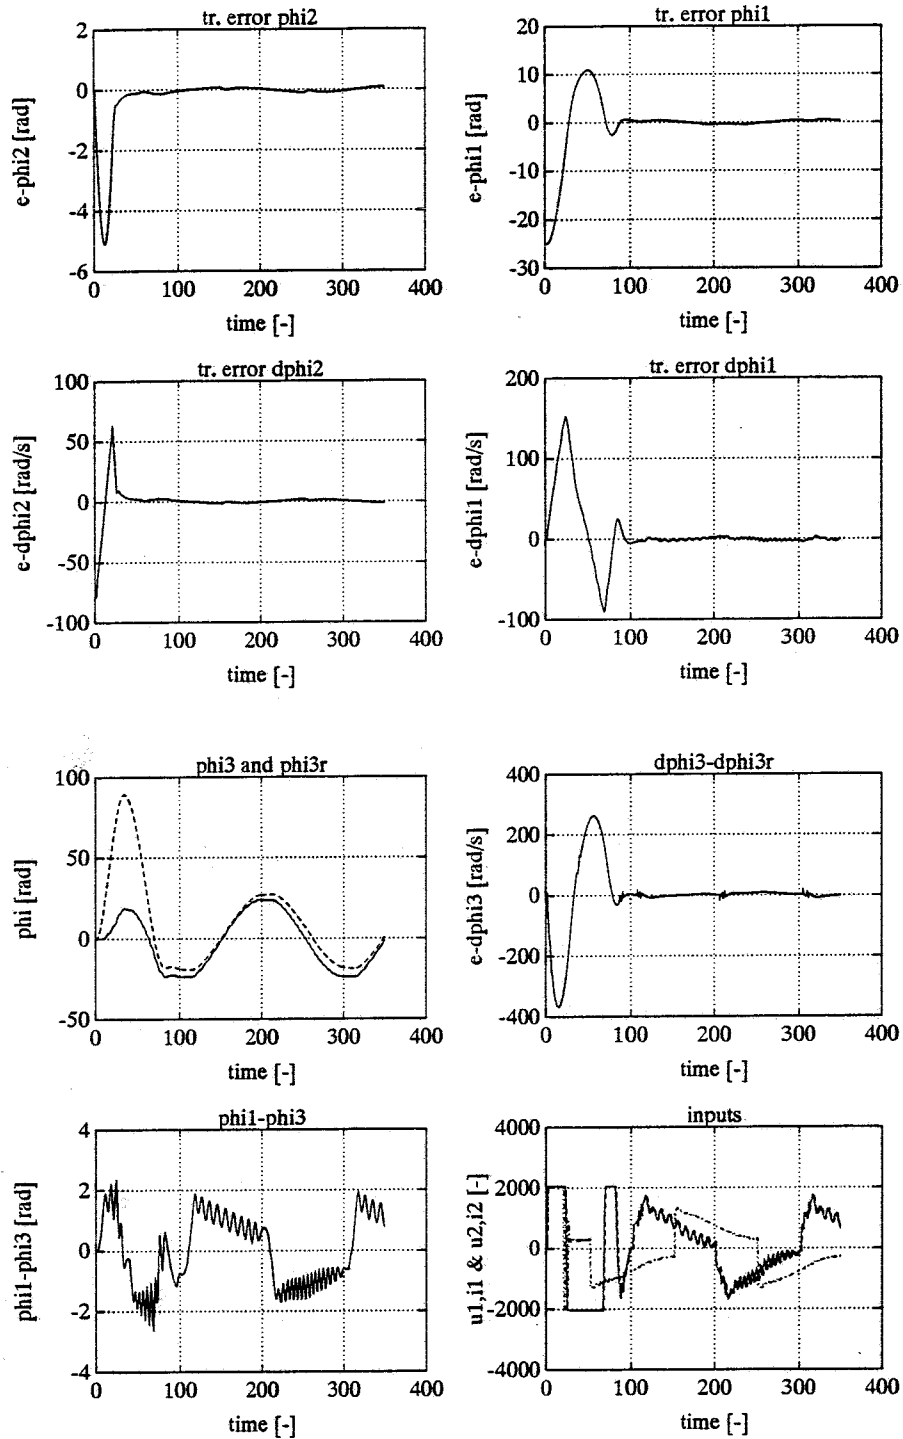 tr. error phi2
2
0
-2
-4
-6
e-phi2 [rad]
0 100 200 300 400
time [-]
tr. error phi1
20
10
0
-10
-20
-30
e-phi1 [rad]
0 100 200 300 400
time [-]
tr. error dphi2
100
50
0
-50
-100
e-dphi2 [rad/s]
0 100 200 300 400
time [-]
tr. error dphi1
200
100
0
-100
e-dphi1 [rad/s]
0 100 200 300 400
time [-]
phi3 and phi3r
100
50
0
-50
phi [rad]
0 100 200 300 400
time [-]
dphi3-dphi3r
400
200
0
-200
-400
e-dphi3 [rad/s]
0 100 200 300 400
time [-]
phi1-phi3
4
2
0
-2
-4
phi1-phi3 [rad]
0 100 200 300 400
time [-]
inputs
4000
2000
0
-2000
-4000
u1,i1 & u2,i2 [-]
0 100 200 300 400
time [-]